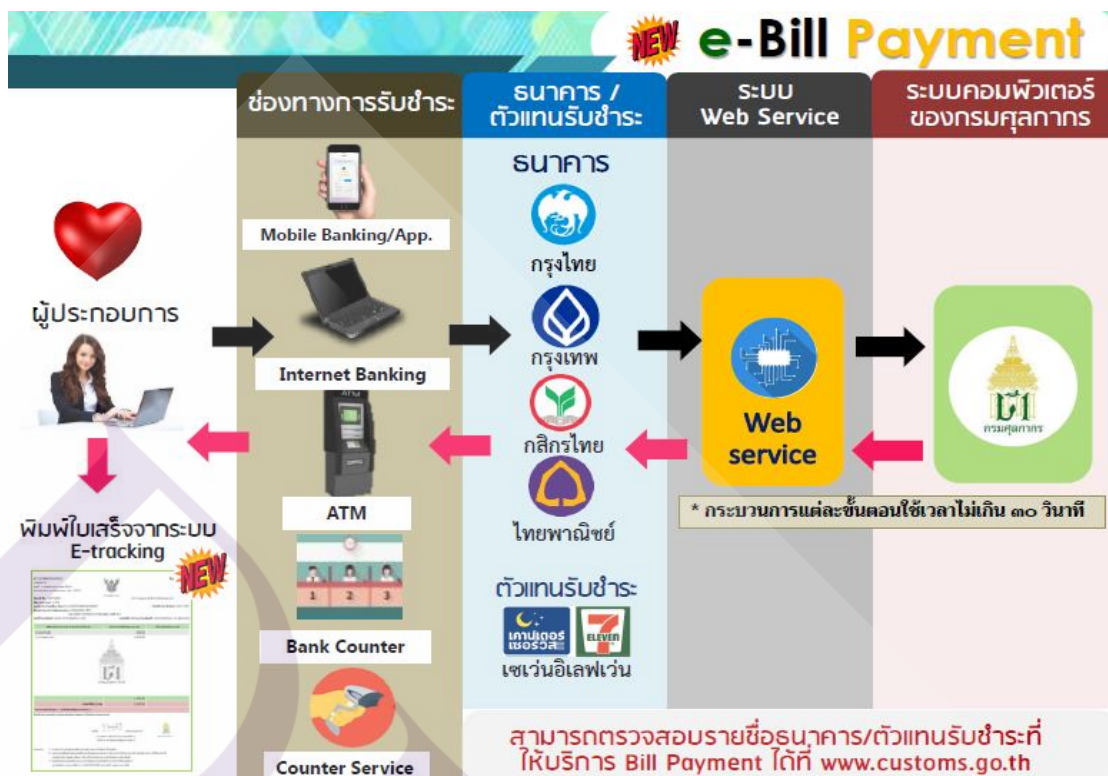 NEW e-Bill Payment
ช่องทางการรับชำระ
ธนาคาร /
ตัวแทนรับชำระ
ระบบ
Web Service
ระบบคอมพิวเตอร์
ของกรมศุลกากร
ผู้ประกอบการ
พิมพ์ใบเสร็จจากระบบ
E-tracking
NEW
Mobile Banking/App.
Internet Banking
ATM
ATM
1 2 3
Bank Counter
Counter Service
ธนาคาร
กรุงไทย
กรุงเทพ
กสิกรไทย
ไทยพาณิชย์
ตัวแทนรับชำระ
เคาน์เตอร์
เซอร์วิส
ELEVEN
เซเว่นอิเลฟเว่น
Web
service
กรมศุลกากร
* กระบวนการแต่ละขั้นตอนใช้เวลาไม่เกิน ๓๐ วินาที
สามารถตรวจสอบรายชื่อธนาคาร/ตัวแทนรับชำระที่
ให้บริการ Bill Payment ได้ที่ www.customs.go.th